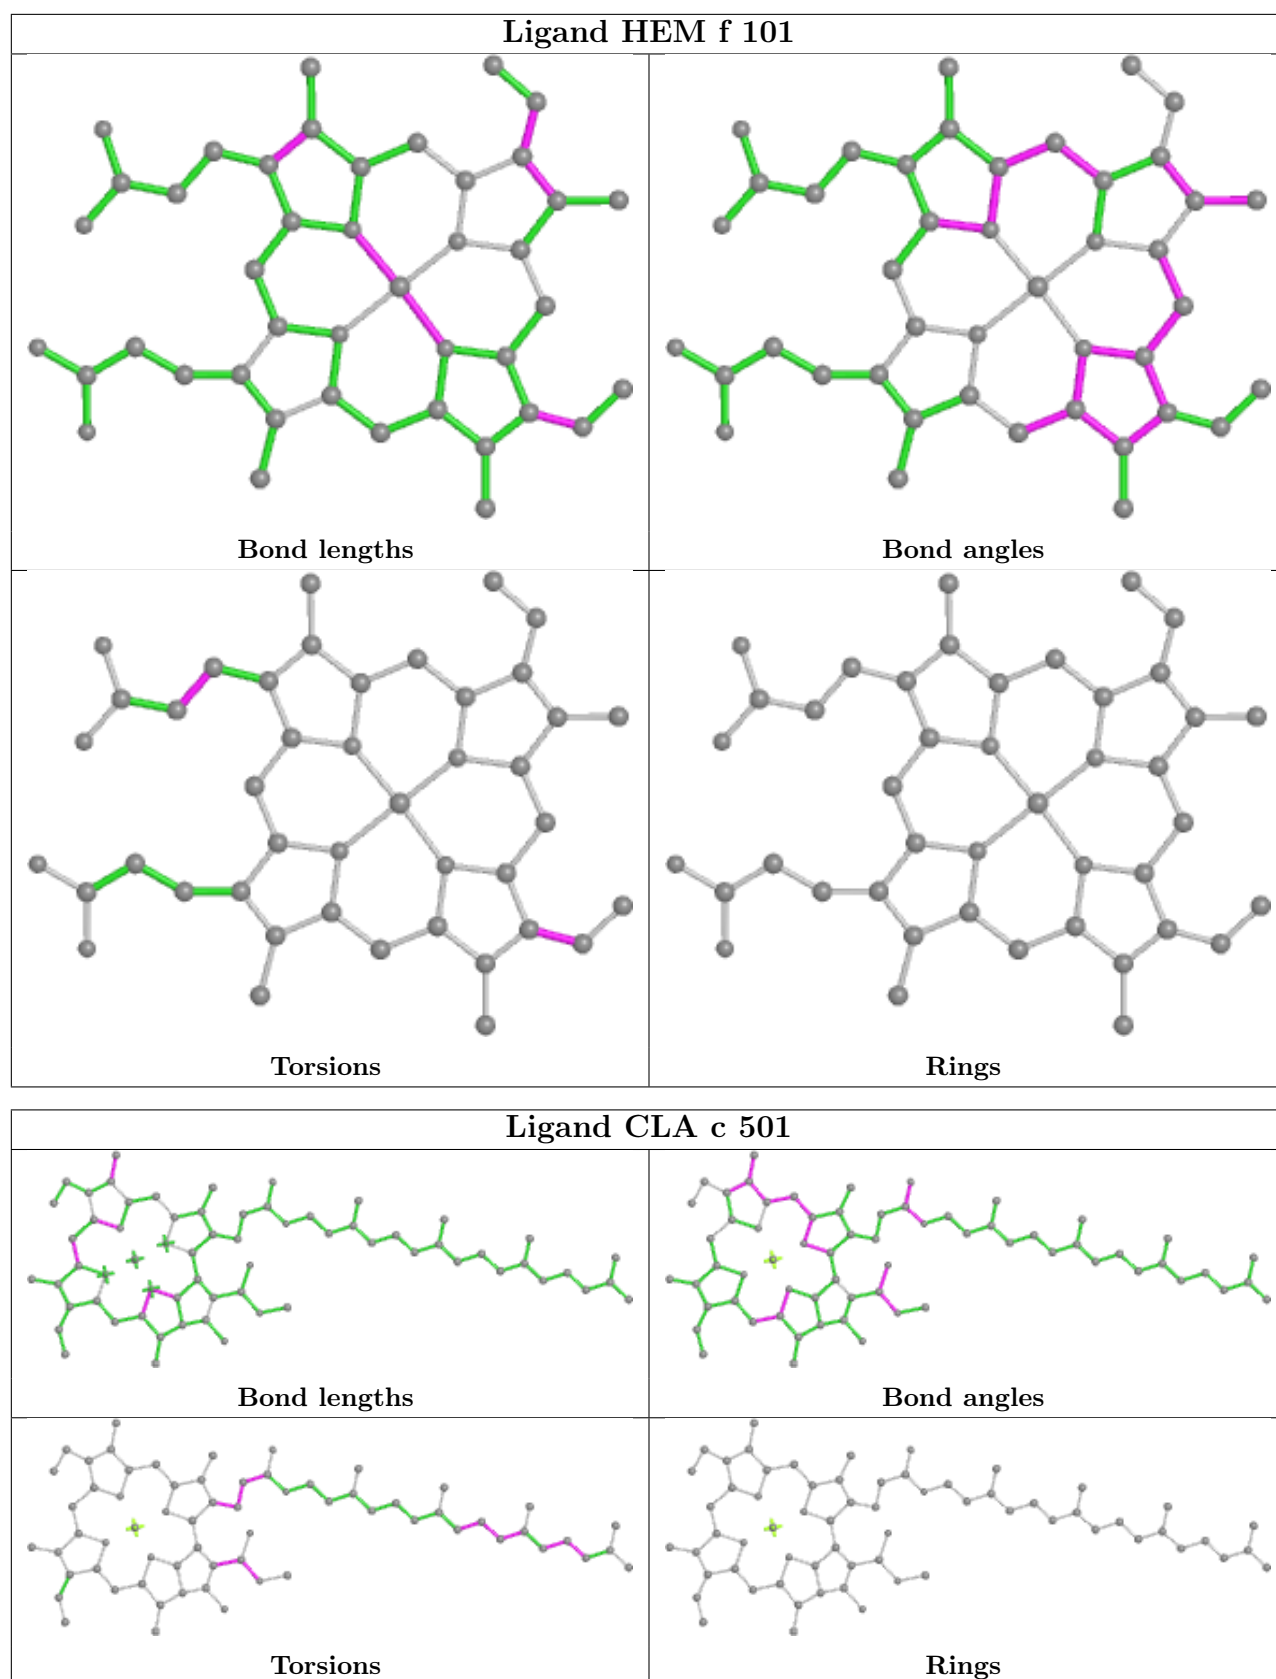 Ligand HEM f 101
Bond lengths
Bond angles
Torsions
Rings
Ligand CLA c 501
Bond lengths
Bond angles
Torsions
Rings